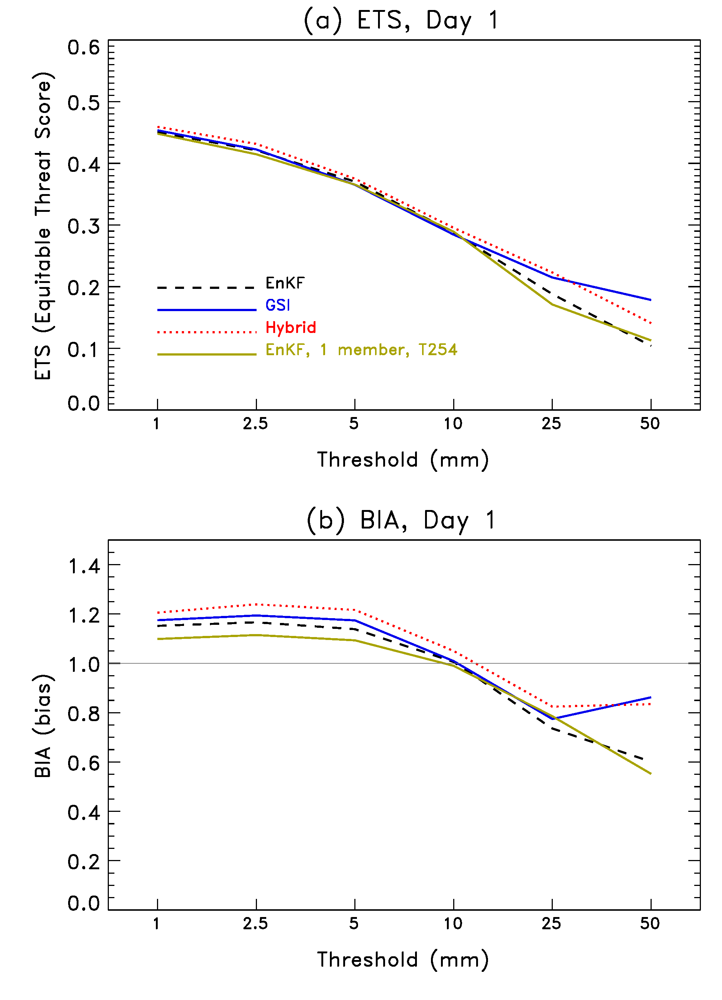 (a) ETS, Day 1
ETS (Equitable Threat Score)
0.6
0.5
0.4
0.3
0.2
0.1
0.0
EnKF
GSI
Hybrid
EnKF, 1 member, T254
1 2.5 5 10 25 50
Threshold (mm)
(b) BIA, Day 1
BIA (bias)
1.4
1.2
1.0
0.8
0.6
0.4
0.2
0.0
1 2.5 5 10 25 50
Threshold (mm)